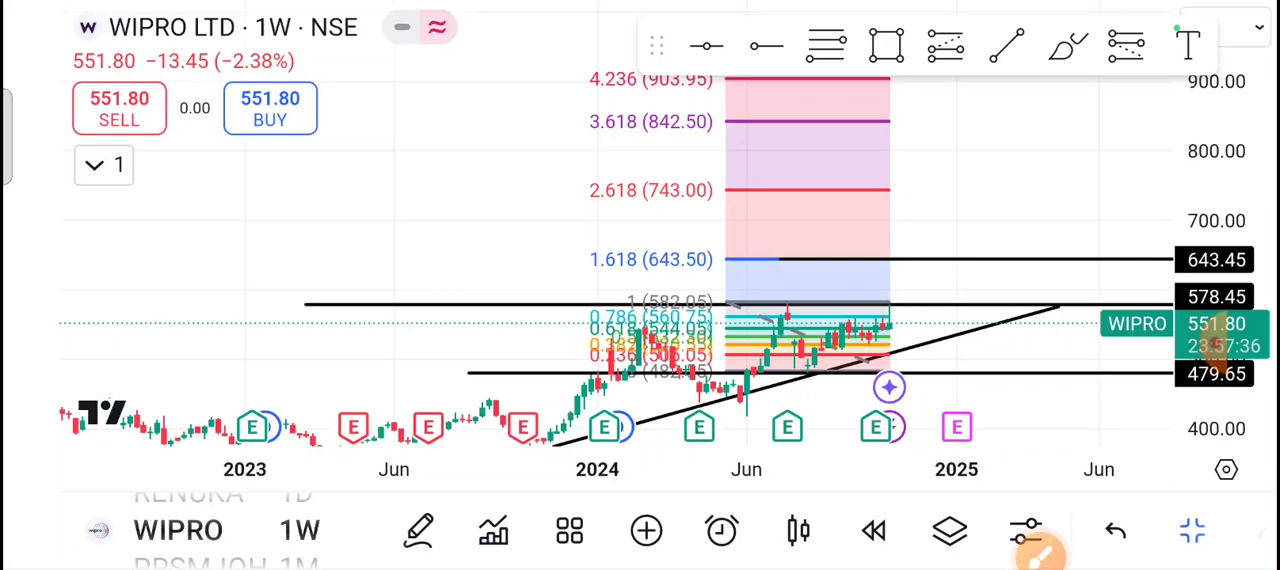 WIPRO LTD · 1W · NSE
551.80 −13.45 (−2.38%)
551.80
SELL
0.00
551.80
BUY
1
T
4.236 (903.95)
3.618 (842.50)
2.618 (743.00)
1.618 (643.50)
1 (582.05)
0.786 (560.75)
0.618 (544.05)
0.236 (506.05)
900.00
800.00
700.00
643.45
578.45
WIPRO 551.80
479.65
400.00
E E E E E E E E E
2023 Jun 2024 Jun 2025 Jun
RENUKA 1D
WIPRO 1W